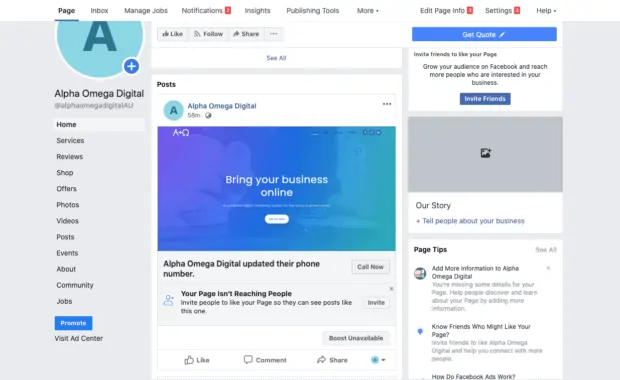 Page Inbox Manage Jobs Notifications 2 Insights Publishing Tools More Edit Page Info 4 Settings 3 Help
A
Alpha Omega Digital
@alphaomegadigitalAU
Home
Services
Reviews
Shop
Offers
Photos
Videos
Posts
Events
About
Community
Jobs
Promote
Visit Ad Center
Like Follow Share ...
See All
Posts
A
Alpha Omega Digital
58m
A+Ω
Bring your business
online
Alpha Omega Digital updated their phone
number.
Call Now
Your Page Isn't Reaching People
Invite people to like your Page so they can see posts like
this one.
Invite
Boost Unavailable
Like Comment Share
Get Quote
Invite friends to like your Page
Grow your audience on Facebook and reach
more people who are interested in your
business.
Invite Friends
Our Story
+ Tell people about your business
Page Tips See All
Add More Information to Alpha
Omega Digital
You're missing some details for your
Page. Help people discover and learn
about your Page by adding more
information.
Know Friends Who Might Like Your
Page?
Invite friends to like Alpha Omega
Digital and help you connect with more
people.
How Do Facebook Ads Work?